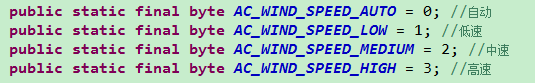 public static final byte AC_WIND_SPEED_AUTO = 0; //自动
public static final byte AC_WIND_SPEED_LOW = 1; //低速
public static final byte AC_WIND_SPEED_MEDIUM = 2; //中速
public static final byte AC_WIND_SPEED_HIGH = 3; //高速